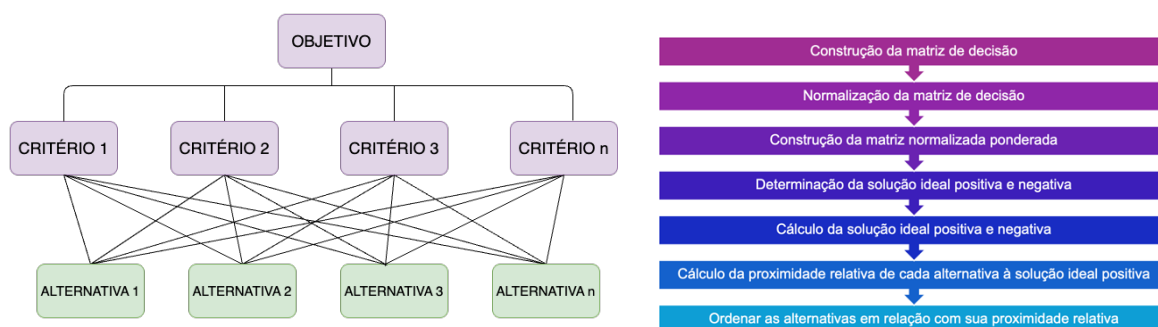 OBJETIVO
CRITÉRIO 1
CRITÉRIO 2
CRITÉRIO 3
CRITÉRIO n
ALTERNATIVA 1
ALTERNATIVA 2
ALTERNATIVA 3
ALTERNATIVA n
Construção da matriz de decisão
Normalização da matriz de decisão
Construção da matriz normalizada ponderada
Determinação da solução ideal positiva e negativa
Cálculo da solução ideal positiva e negativa
Cálculo da proximidade relativa de cada alternativa à solução ideal positiva
Ordenar as alternativas em relação com sua proximidade relativa